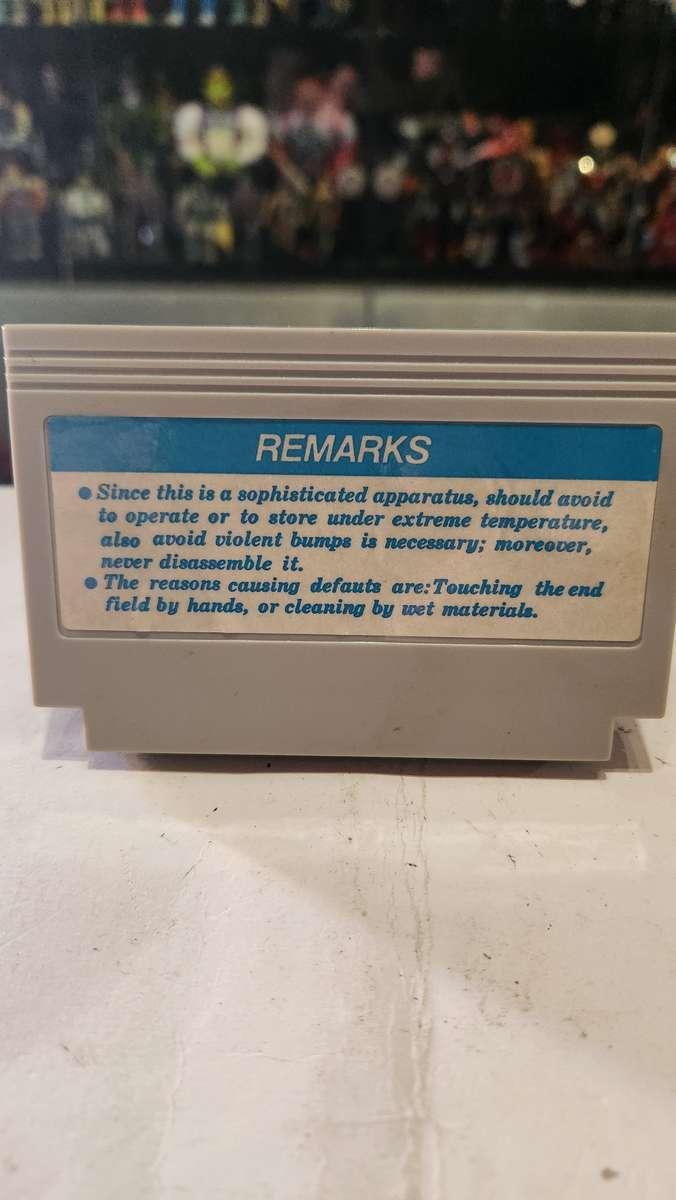 REMARKS
● Since this is a sophisticated apparatus, should avoid
to operate or to store under extreme temperature,
also avoid violent bumps is necessary; moreover,
never disassemble it.
● The reasons causing defauts are:Touching the end
field by hands, or cleaning by wet materials.